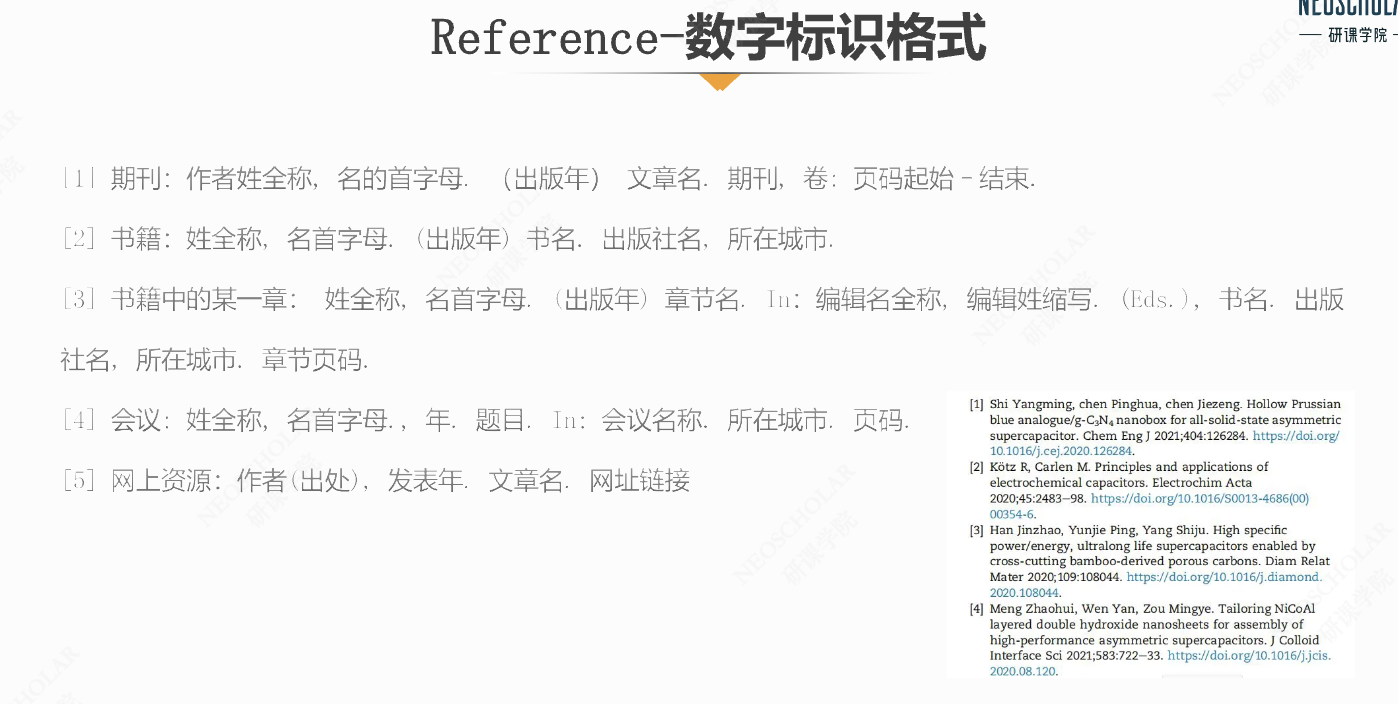 Reference-数字标识格式
NEOSCHOLA
— 研课学院 -
[1] 期刊：作者姓全称，名的首字母. （出版年） 文章名. 期刊，卷：页码起始-结束.
[2] 书籍：姓全称，名首字母.（出版年）书名. 出版社名，所在城市.
[3] 书籍中的某一章： 姓全称，名首字母.（出版年）章节名. In：编辑名全称，编辑姓缩写.（Eds.），书名. 出版
社名，所在城市. 章节页码.
[4] 会议：姓全称，名首字母.，年. 题目. In：会议名称. 所在城市. 页码.
[5] 网上资源：作者(出处)，发表年. 文章名. 网址链接
[1] Shi Yangming, chen Pinghua, chen Jiezeng. Hollow Prussian
blue analogue/g-C₃N₄ nanobox for all-solid-state asymmetric
supercapacitor. Chem Eng J 2021;404:126284. https://doi.org/
10.1016/j.cej.2020.126284.
[2] Kötz R, Carlen M. Principles and applications of
electrochemical capacitors. Electrochim Acta
2020;45:2483–98. https://doi.org/10.1016/S0013-4686(00)
00354-6.
[3] Han Jinzhao, Yunjie Ping, Yang Shiju. High specific
power/energy, ultralong life supercapacitors enabled by
cross-cutting bamboo-derived porous carbons. Diam Relat
Mater 2020;109:108044. https://doi.org/10.1016/j.diamond.
2020.108044.
[4] Meng Zhaohui, Wen Yan, Zou Mingye. Tailoring NiCoAl
layered double hydroxide nanosheets for assembly of
high-performance asymmetric supercapacitors. J Colloid
Interface Sci 2021;583:722–33. https://doi.org/10.1016/j.jcis.
2020.08.120.